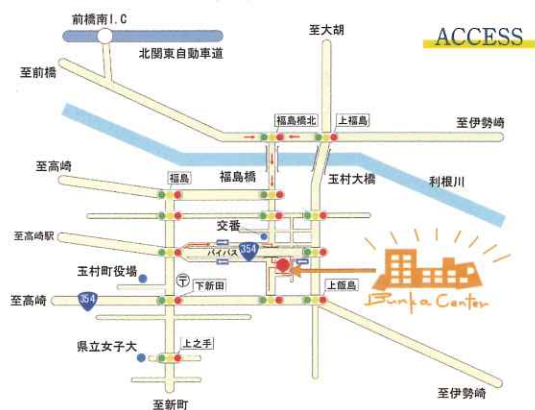 前橋南I.C
北関東自動車道
至大胡
ACCESS
至前橋
福島橋北
上福島
至伊勢崎
至高崎
福島
福島橋
玉村大橋
利根川
交番
至高崎駅
バイパス
354
玉村町役場
〒
下新田
上飯島
Bunka Center
至高崎
354
県立女子大
上之手
至伊勢崎
至新町